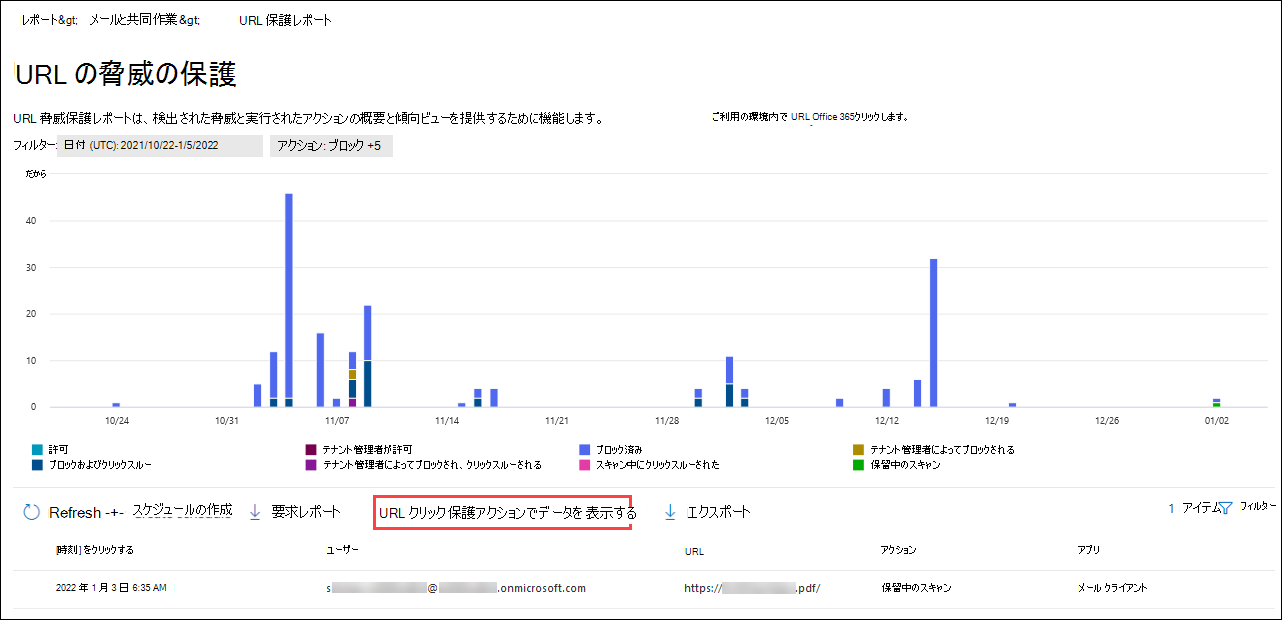 レポート&gt; メールと共同作業&gt; URL 保護レポート
URL の脅威の保護
URL 脅威保護レポートは、検出された脅威と実行されたアクションの概要と傾向ビューを提供するために機能します。 ご利用の環境内で URL Office 365クリックします。
フィルター: 日付 (UTC): 2021/10/22-1/5/2022 アクション: ブロック +5
だから
40
30
20
10
0
10/24 10/31 11/07 11/14 11/21 11/28 12/05 12/12 12/19 12/26 01/02
許可 テナント管理者が許可 ブロック済み テナント管理者によってブロックされる
ブロックおよびクリックスルー テナント管理者によってブロックされ、クリックスルーされる スキャン中にクリックスルーされた 保留中のスキャン
Refresh -+- スケジュールの作成 要求レポート URL クリック保護アクションでデータを表示する エクスポート 1 アイテム フィルター
[時刻] をクリックする ユーザー URL アクション アプリ
2022 年 1 月 3 日 6:35 AM s @ .onmicrosoft.com https:// .pdf/ 保留中のスキャン メール クライアント